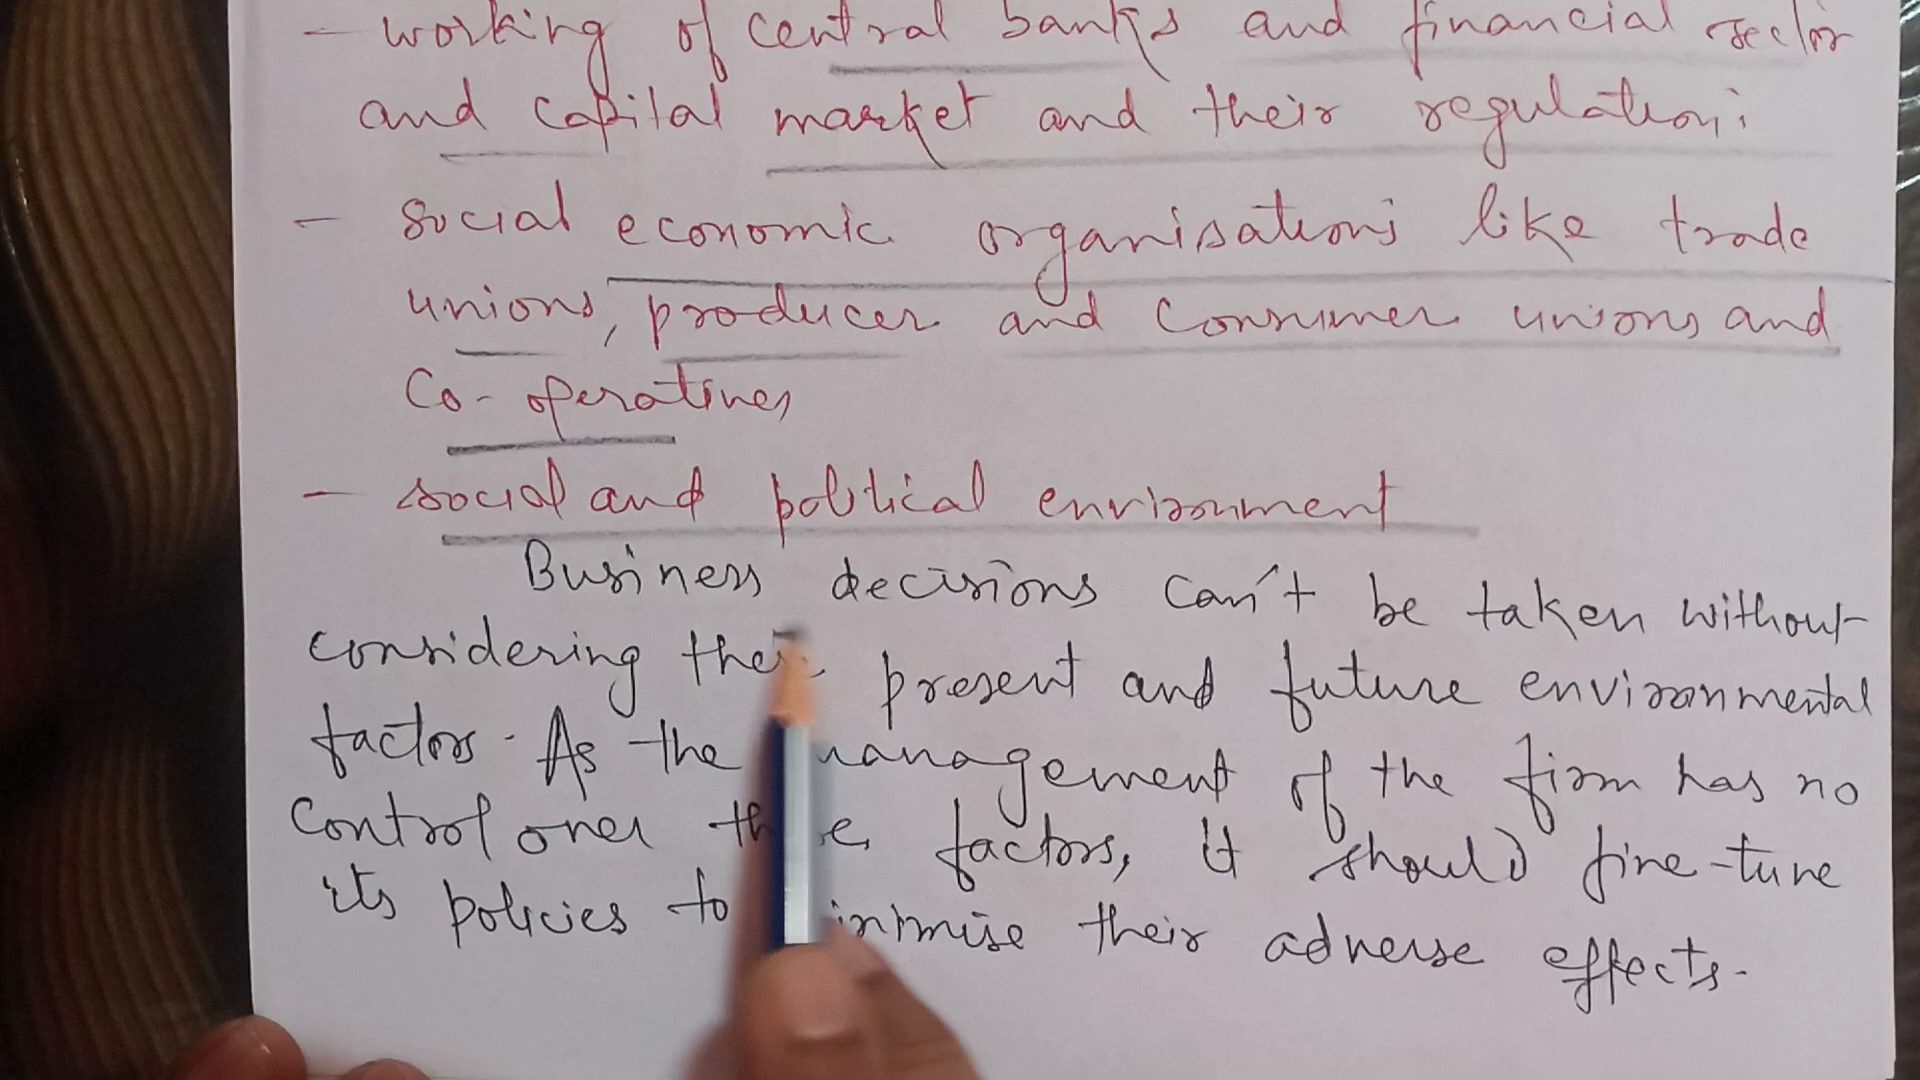 - working of central banks and financial sector
and capital market and their regulation;
- social economic organisations like trade
unions, producer and consumer unions and
Co-operatives
- social and political environment
Business decisions can't be taken without
considering present and future environmental
factors. As the management of the firm has no
control over these factors, it should fine-tune
its policies to minimise their adverse effects.